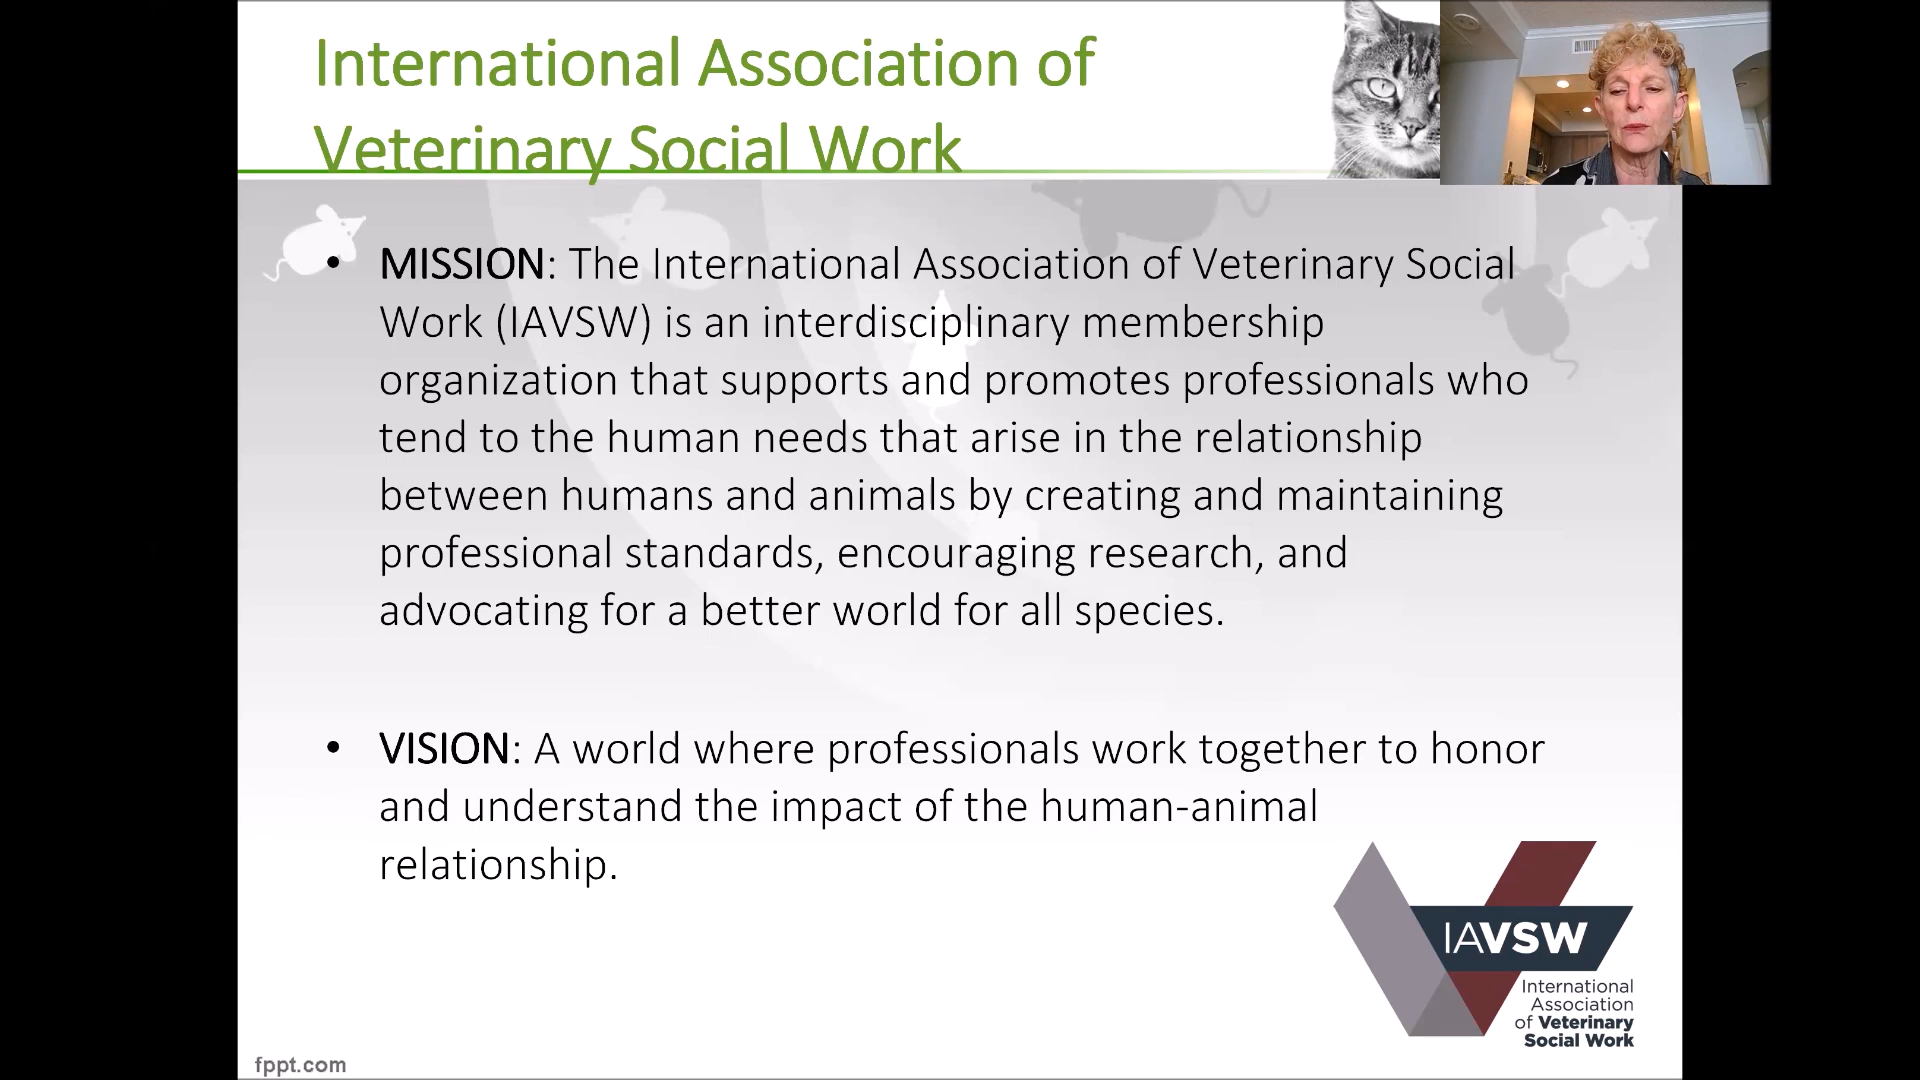 International Association of
Veterinary Social Work
• MISSION: The International Association of Veterinary Social
Work (IAVSW) is an interdisciplinary membership
organization that supports and promotes professionals who
tend to the human needs that arise in the relationship
between humans and animals by creating and maintaining
professional standards, encouraging research, and
advocating for a better world for all species.
• VISION: A world where professionals work together to honor
and understand the impact of the human-animal
relationship.
IAVSW
International
Association
of Veterinary
Social Work
fppt.com